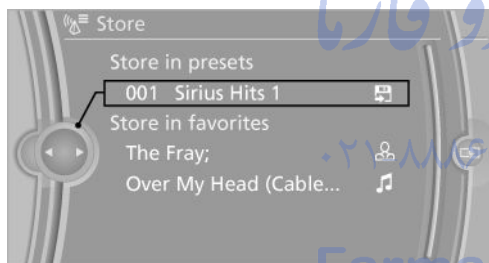 Store
Store in presets
001 Sirius Hits 1
Store in favorites
The Fray;
Over My Head (Cable...